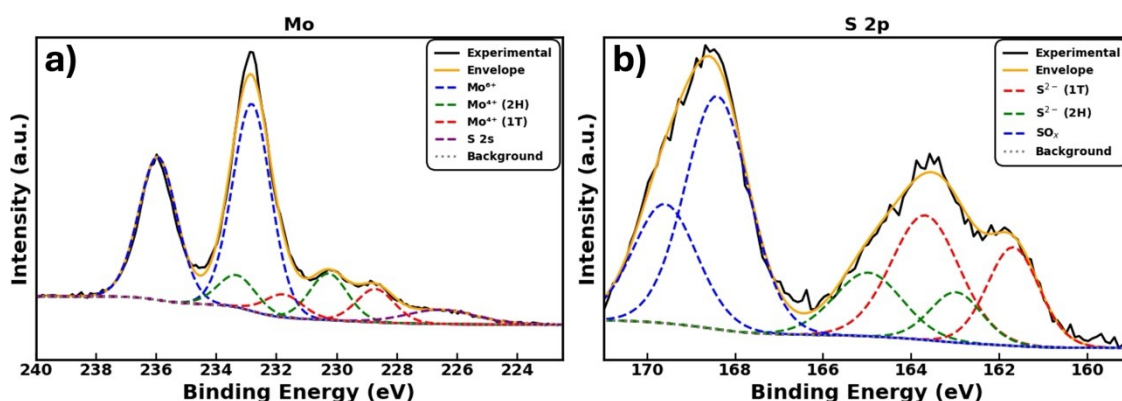 Mo
a)
Experimental
Envelope
Mo⁶⁺
Mo⁴⁺ (2H)
Mo⁴⁺ (1T)
S 2s
Background
Intensity (a.u.)
240 238 236 234 232 230 228 226 224
Binding Energy (eV)
S 2p
b)
Experimental
Envelope
S²⁻ (1T)
S²⁻ (2H)
SOₓ
Background
Intensity (a.u.)
170 168 166 164 162 160
Binding Energy (eV)